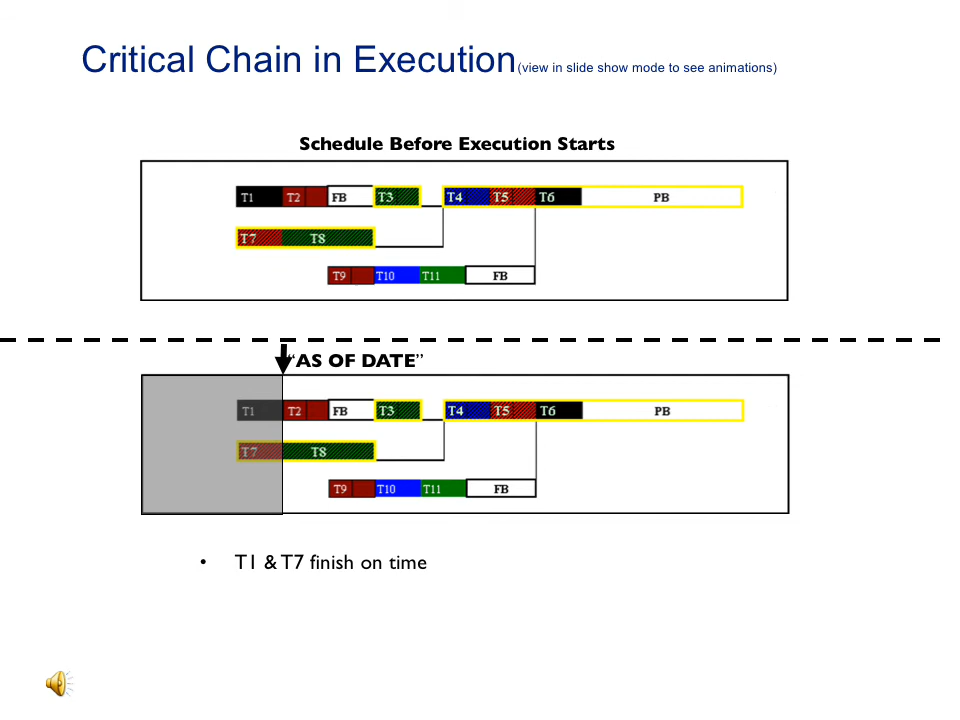 Critical Chain in Execution(view in slide show mode to see animations)
Schedule Before Execution Starts
T1 T2 FB T3 T4 T5 T6 PB
T7 T8
T9 T10 T11 FB
“AS OF DATE”
T1 T2 FB T3 T4 T5 T6 PB
T7 T8
T9 T10 T11 FB
• T1 & T7 finish on time